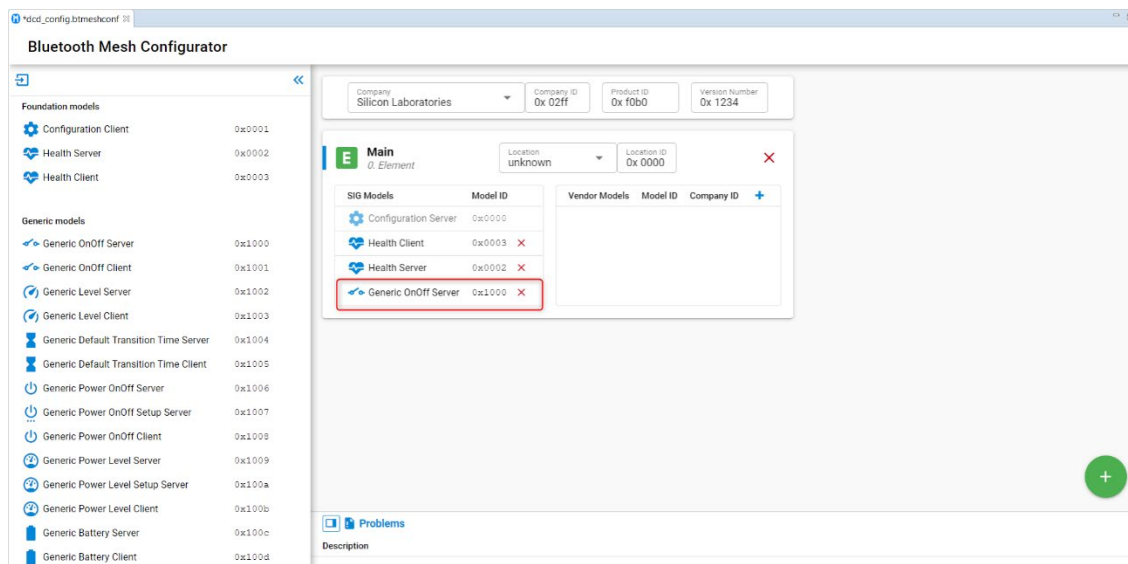 *dcd_config.btmeshconf
Bluetooth Mesh Configurator
Foundation models
Configuration Client 0x0001
Health Server 0x0002
Health Client 0x0003
Generic models
Generic OnOff Server 0x1000
Generic OnOff Client 0x1001
Generic Level Server 0x1002
Generic Level Client 0x1003
Generic Default Transition Time Server 0x1004
Generic Default Transition Time Client 0x1005
Generic Power OnOff Server 0x1006
Generic Power OnOff Setup Server 0x1007
Generic Power OnOff Client 0x1008
Generic Power Level Server 0x1009
Generic Power Level Setup Server 0x100a
Generic Power Level Client 0x100b
Generic Battery Server 0x100c
Generic Battery Client 0x100d
Company Company ID Product ID Version Number
Silicon Laboratories 0x 02ff 0x f0b0 0x 1234
E Main
0. Element
Location Location ID
unknown 0x 0000
SIG Models Model ID
Configuration Server 0x0000
Health Client 0x0003
Health Server 0x0002
Generic OnOff Server 0x1000
Vendor Models Model ID Company ID
Problems
Description